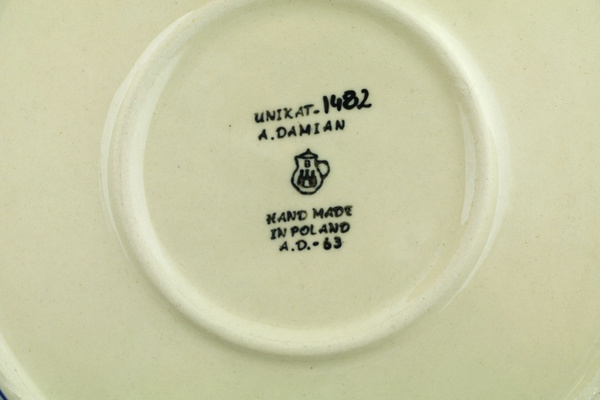 UNIKAT-1482
A.DAMIAN
B
HAND MADE
IN POLAND
A.D.-63